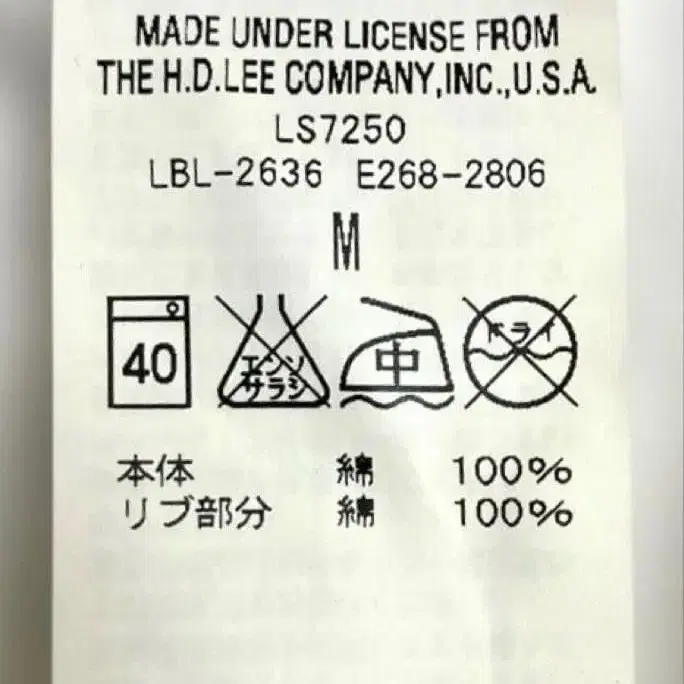 MADE UNDER LICENSE FROM
THE H.D.LEE COMPANY,INC.,U.S.A.
LS7250
LBL-2636 E268-2806
M
40 エンソサラシ 中 ドライ
本体 綿 100%
リブ部分 綿 100%